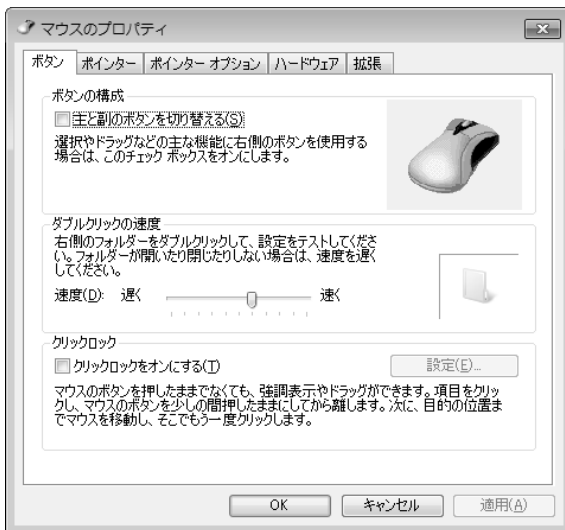 マウスのプロパティ
ボタン ポインター ポインター オプション ハードウェア 拡張
ボタンの構成
主と副のボタンを切り替える(S)
選択やドラッグなどの主な機能に右側のボタンを使用する
場合は、このチェック ボックスをオンにします。
ダブルクリックの速度
右側のフォルダーをダブルクリックして、設定をテストしてくださ
い。フォルダーが開いたり閉じたりしない場合は、速度を遅く
してください。
速度(D): 遅く 速く
クリックロック
クリックロックをオンにする(T) 設定(E)...
マウスのボタンを押したままでなくても、強調表示やドラッグができます。項目をクリッ
クし、マウスのボタンを少しの間押したままにしてから離します。次に、目的の位置ま
でマウスを移動し、そこでもう一度クリックします。
OK キャンセル 適用(A)